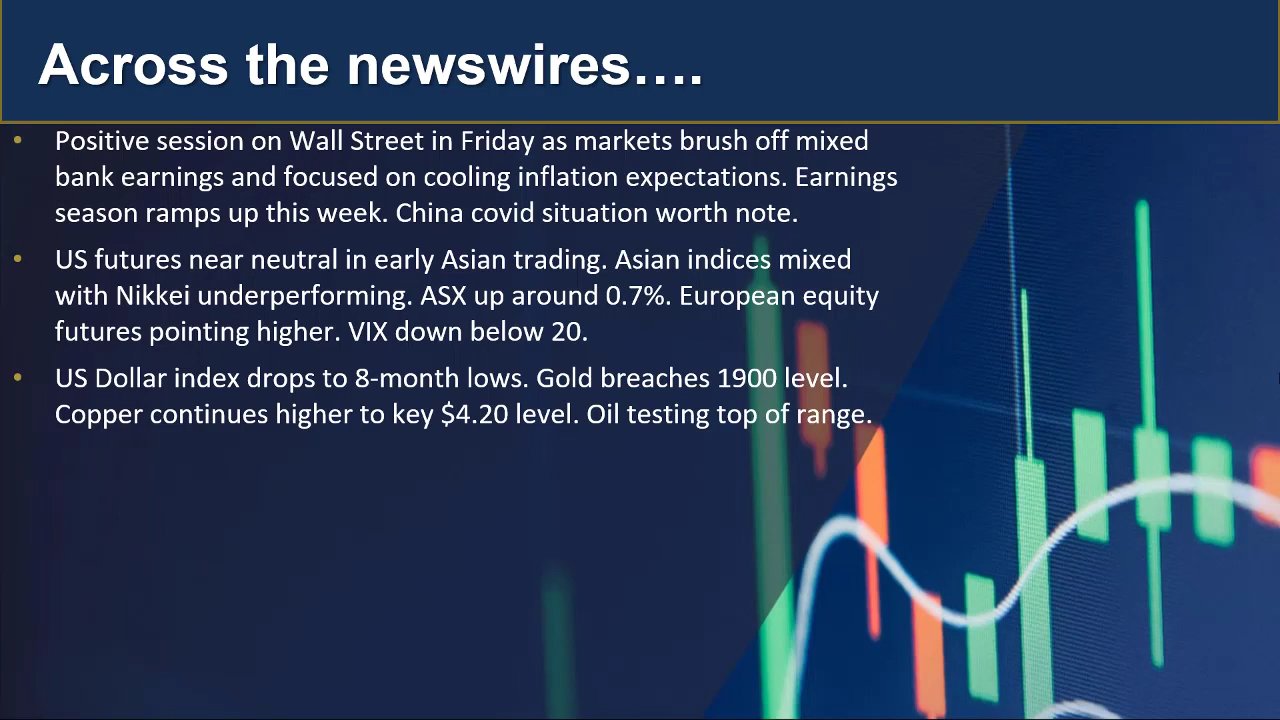 Across the newswires….
• Positive session on Wall Street in Friday as markets brush off mixed
bank earnings and focused on cooling inflation expectations. Earnings
season ramps up this week. China covid situation worth note.
• US futures near neutral in early Asian trading. Asian indices mixed
with Nikkei underperforming. ASX up around 0.7%. European equity
futures pointing higher. VIX down below 20.
• US Dollar index drops to 8-month lows. Gold breaches 1900 level.
Copper continues higher to key $4.20 level. Oil testing top of range.